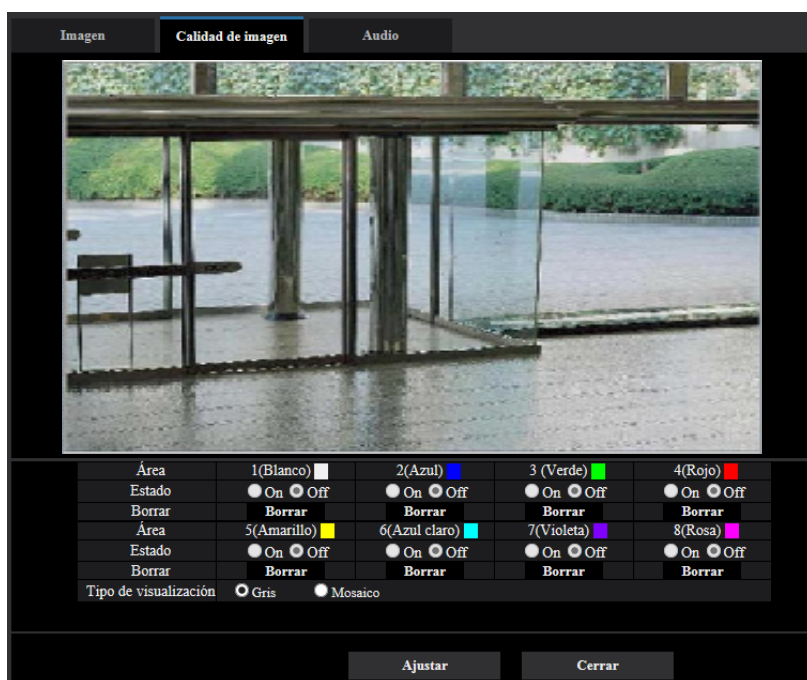 Imagen Calidad de imagen Audio
Área 1(Blanco) 2(Azul) 3 (Verde) 4(Rojo)
Estado On Off On Off On Off On Off
Borrar Borrar Borrar Borrar Borrar
Área 5(Amarillo) 6(Azul claro) 7(Violeta) 8(Rosa)
Estado On Off On Off On Off On Off
Borrar Borrar Borrar Borrar Borrar
Tipo de visualización Gris Mosaico
Ajustar Cerrar